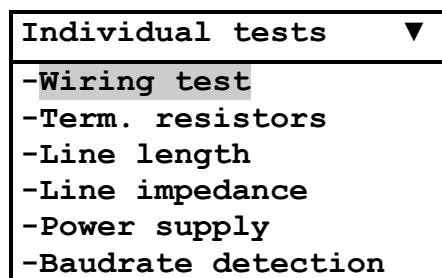 Individual tests ▼
-Wiring test
-Term. resistors
-Line length
-Line impedance
-Power supply
-Baudrate detection